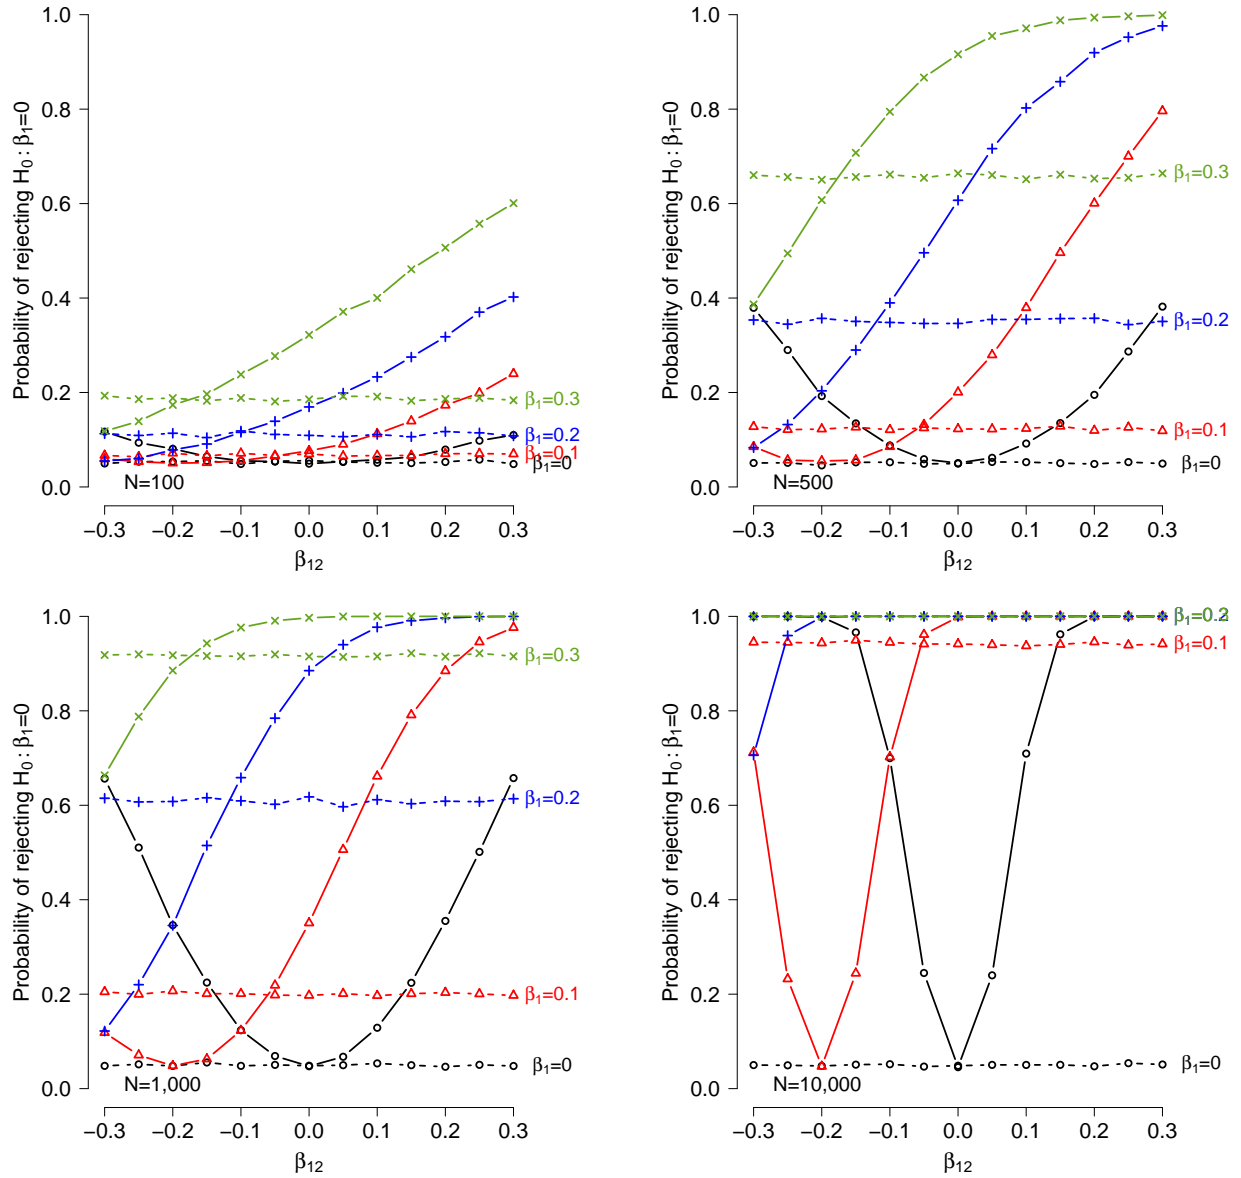 Probability of rejecting H₀: β₁=0
1.0
0.8
0.6
0.4
0.2
0.0
β₁=0.3
β₁=0.2
β₁=0.1
β₁=0
N=100
−0.3 −0.2 −0.1 0.0 0.1 0.2 0.3
β₁₂
Probability of rejecting H₀: β₁=0
1.0
0.8
0.6
0.4
0.2
0.0
β₁=0.3
β₁=0.2
β₁=0.1
β₁=0
N=500
−0.3 −0.2 −0.1 0.0 0.1 0.2 0.3
β₁₂
Probability of rejecting H₀: β₁=0
1.0
0.8
0.6
0.4
0.2
0.0
β₁=0.3
β₁=0.2
β₁=0.1
β₁=0
N=1,000
−0.3 −0.2 −0.1 0.0 0.1 0.2 0.3
β₁₂
Probability of rejecting H₀: β₁=0
1.0
0.8
0.6
0.4
0.2
0.0
β₁=0.1
β₁=0
N=10,000
−0.3 −0.2 −0.1 0.0 0.1 0.2 0.3
β₁₂